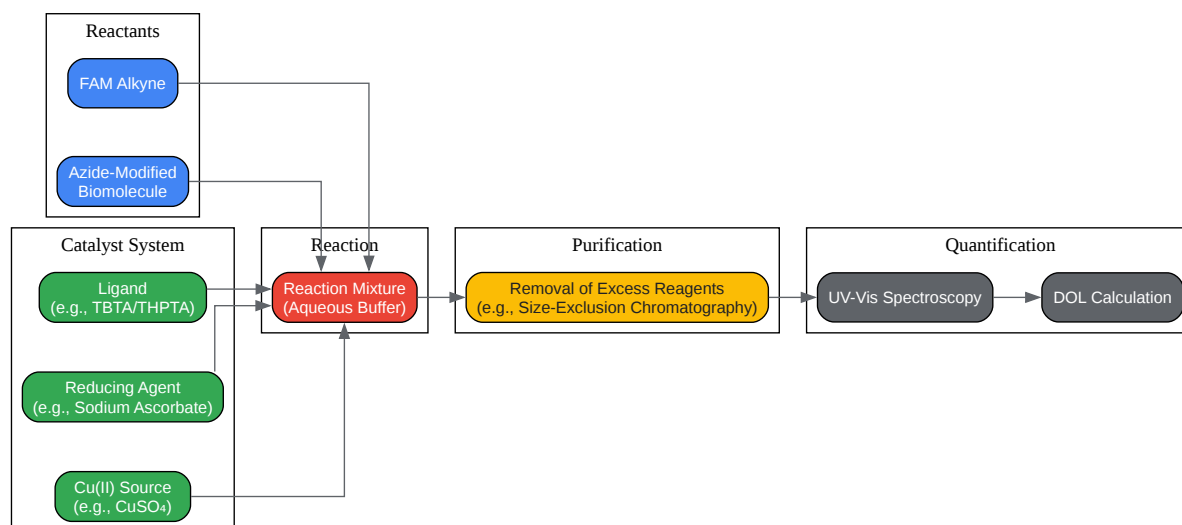 Reactants
FAM Alkyne
Azide-Modified
Biomolecule
Catalyst System
Ligand
(e.g., TBTA/THPTA)
Reducing Agent
(e.g., Sodium Ascorbate)
Cu(II) Source
(e.g., CuSO₄)
Reaction
Reaction Mixture
(Aqueous Buffer)
Purification
Removal of Excess Reagents
(e.g., Size-Exclusion Chromatography)
Quantification
UV-Vis Spectroscopy
DOL Calculation